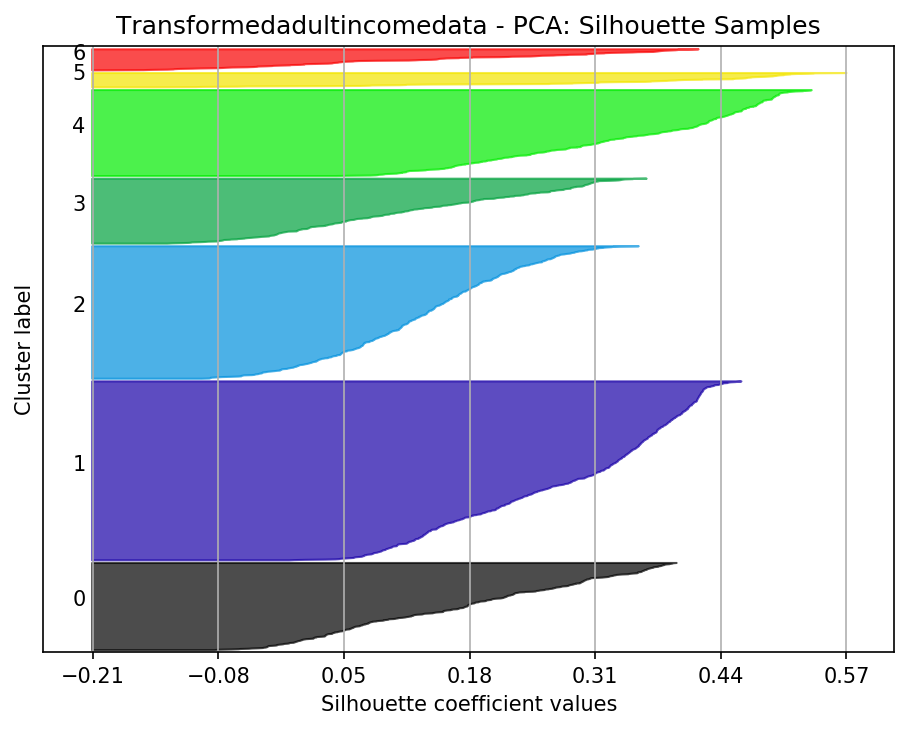 Transformedadultincomedata - PCA: Silhouette Samples
6
5
4
3
2
1
0
Cluster label
−0.21 −0.08 0.05 0.18 0.31 0.44 0.57
Silhouette coefficient values